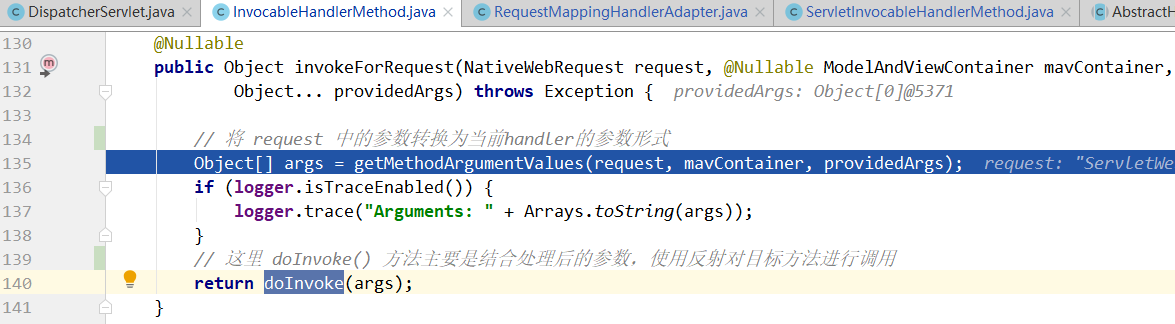 DispatcherServlet.java × InvocableHandlerMethod.java × RequestMappingHandlerAdapter.java × ServletInvocableHandlerMethod.java × AbstractH
130 @Nullable
131 public Object invokeForRequest(NativeWebRequest request, @Nullable ModelAndViewContainer mavContainer,
132 Object... providedArgs) throws Exception { providedArgs: Object[0]@5371
133
134 // 将 request 中的参数转换为当前handler的参数形式
135 Object[] args = getMethodArgumentValues(request, mavContainer, providedArgs); request: "ServletWe
136 if (logger.isTraceEnabled()) {
137 logger.trace("Arguments: " + Arrays.toString(args));
138 }
139 // 这里 doInvoke() 方法主要是结合处理后的参数，使用反射对目标方法进行调用
140 return doInvoke(args);
141 }